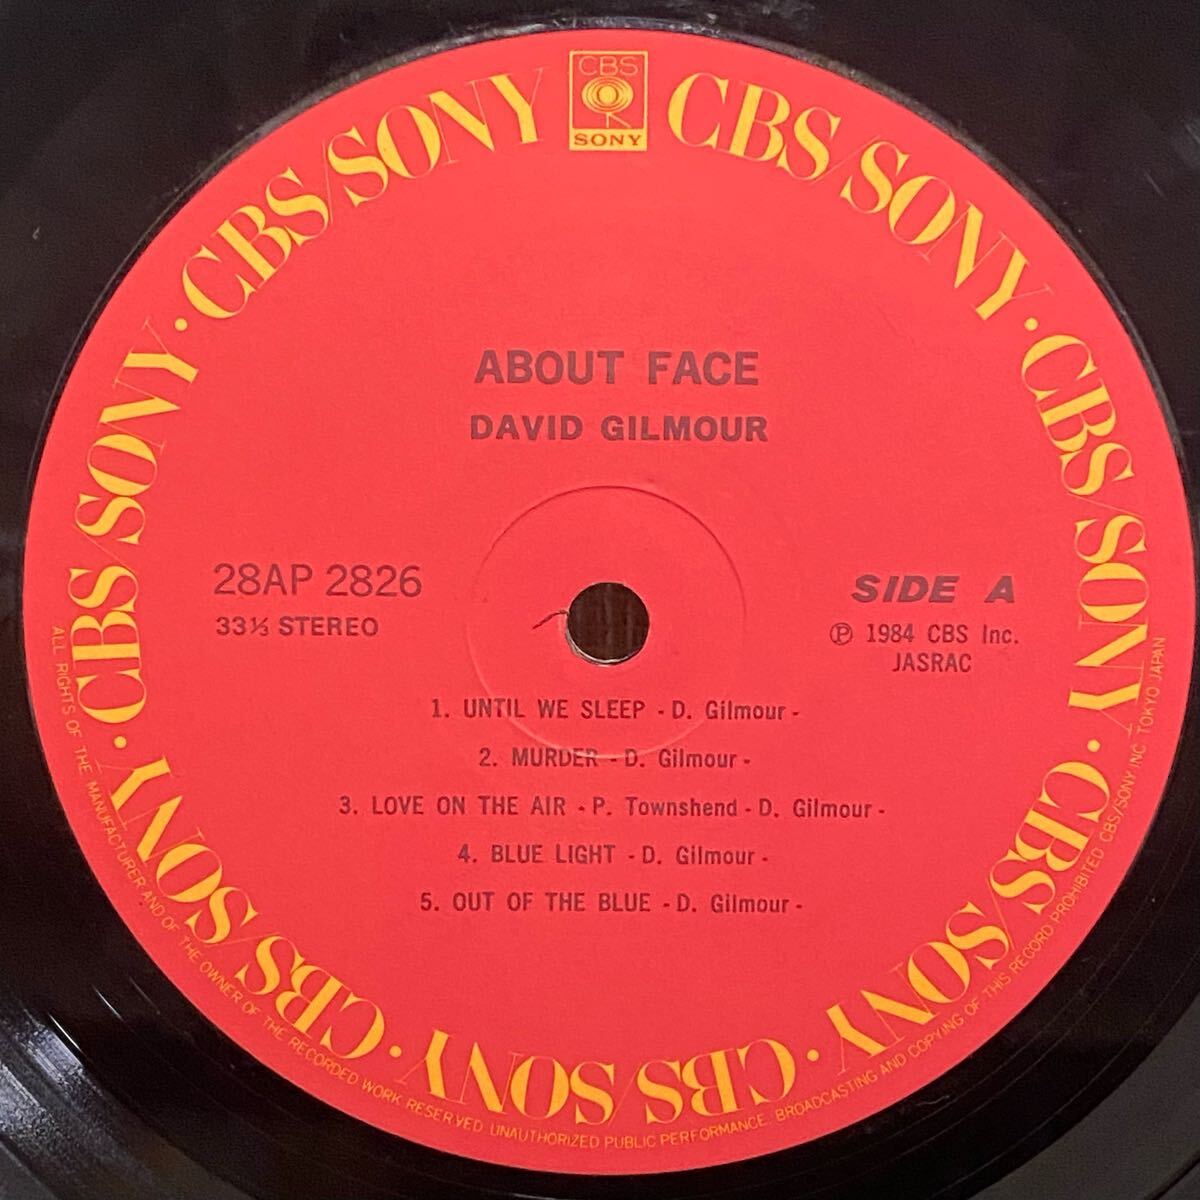 CBS
SONY
CBS/SONY · CBS/SONY · CBS/SONY · CBS/SONY · CBS/SONY · CBS/SONY · CBS/SONY · CBS/SONY
ABOUT FACE
DAVID GILMOUR
28AP 2826
33⅓ STEREO
SIDE A
Ⓟ 1984 CBS Inc.
JASRAC
1. UNTIL WE SLEEP - D. Gilmour -
2. MURDER - D. Gilmour -
3. LOVE ON THE AIR - P. Townshend - D. Gilmour -
4. BLUE LIGHT - D. Gilmour -
5. OUT OF THE BLUE - D. Gilmour -
ALL RIGHTS OF THE MANUFACTURER AND OF THE OWNER OF THE RECORDED WORK RESERVED UNAUTHORIZED PUBLIC PERFORMANCE. BROADCASTING AND COPYING OF THIS RECORD PROHIBITED CBS/SONY INC. TOKYO JAPAN